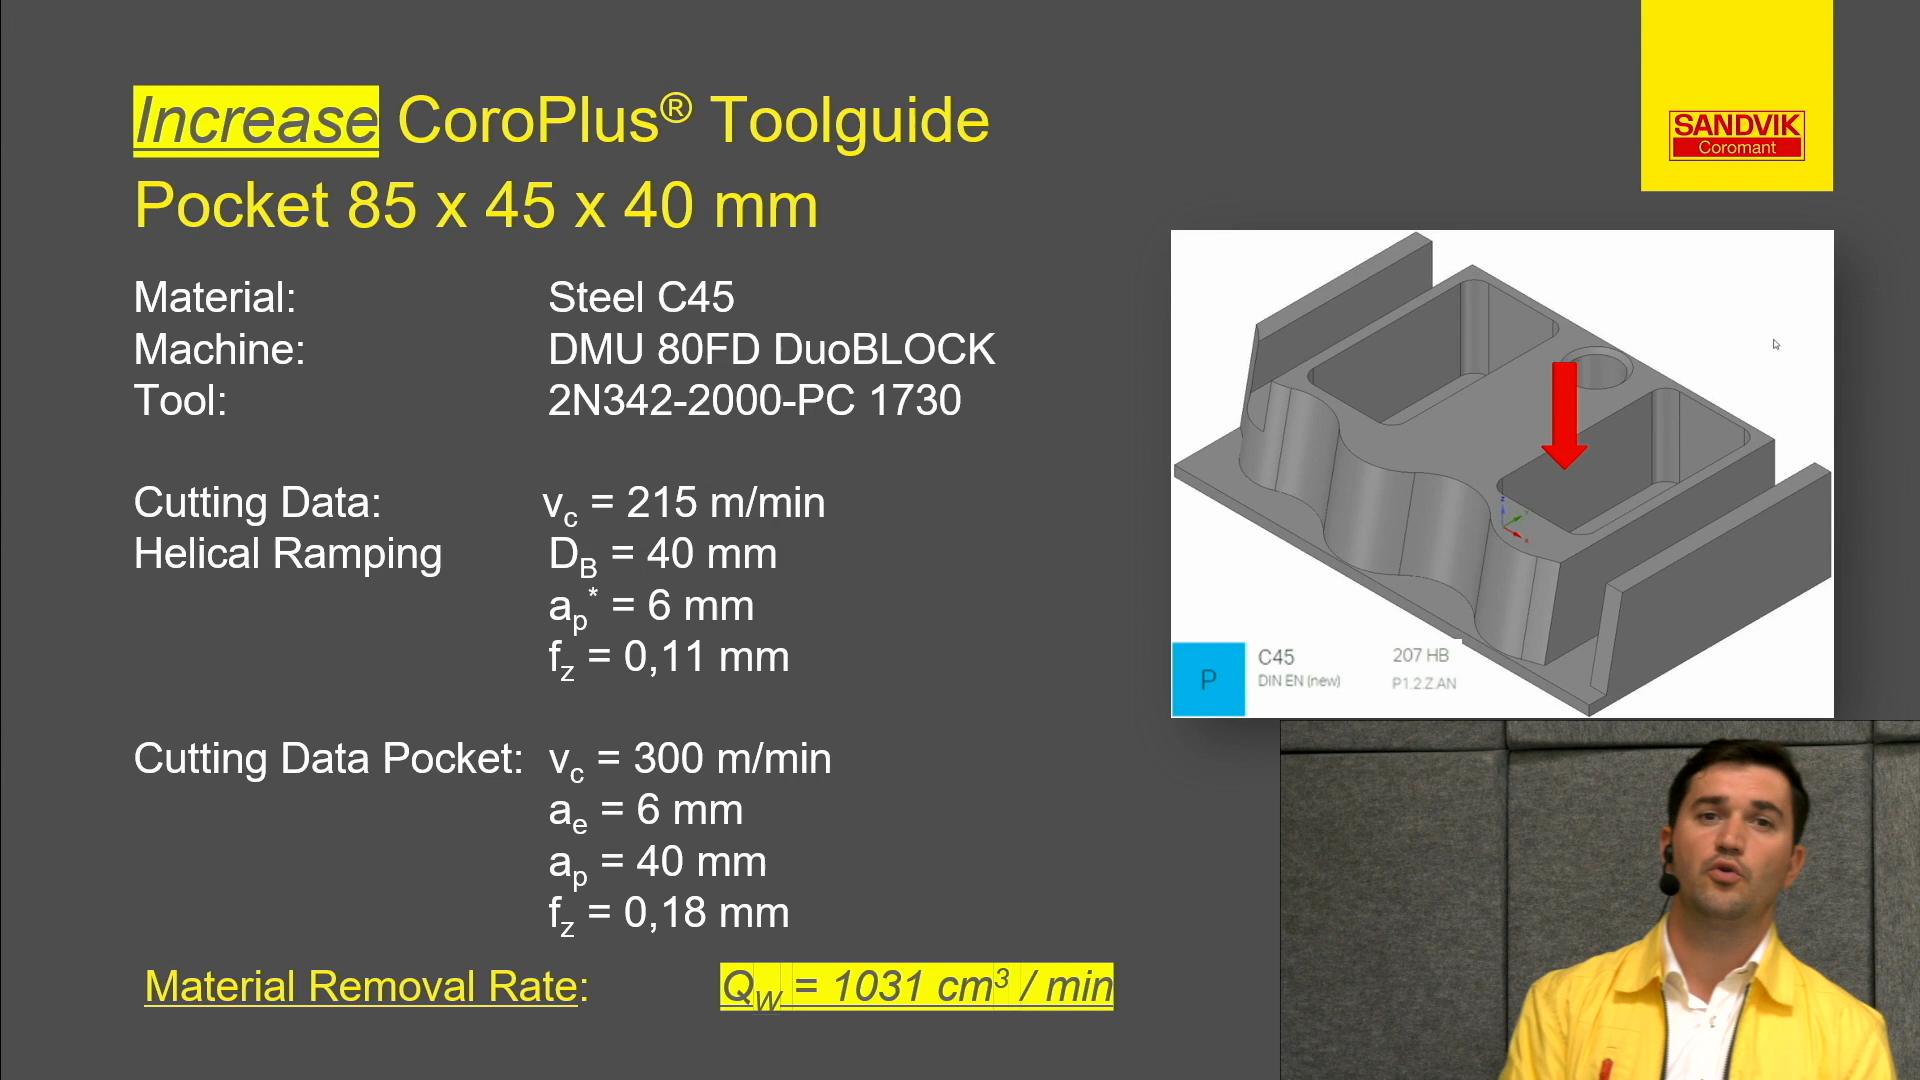 Increase CoroPlus® Toolguide
Pocket 85 x 45 x 40 mm
SANDVIK
Coromant
Material: Steel C45
Machine: DMU 80FD DuoBLOCK
Tool: 2N342-2000-PC 1730
Cutting Data: vc = 215 m/min
Helical Ramping DB = 40 mm
ap* = 6 mm
fz = 0,11 mm
Cutting Data Pocket: vc = 300 m/min
ae = 6 mm
ap = 40 mm
fz = 0,18 mm
Material Removal Rate: QW = 1031 cm³ / min
P
C45 207 HB
DIN EN (new) P1.2.Z.AN